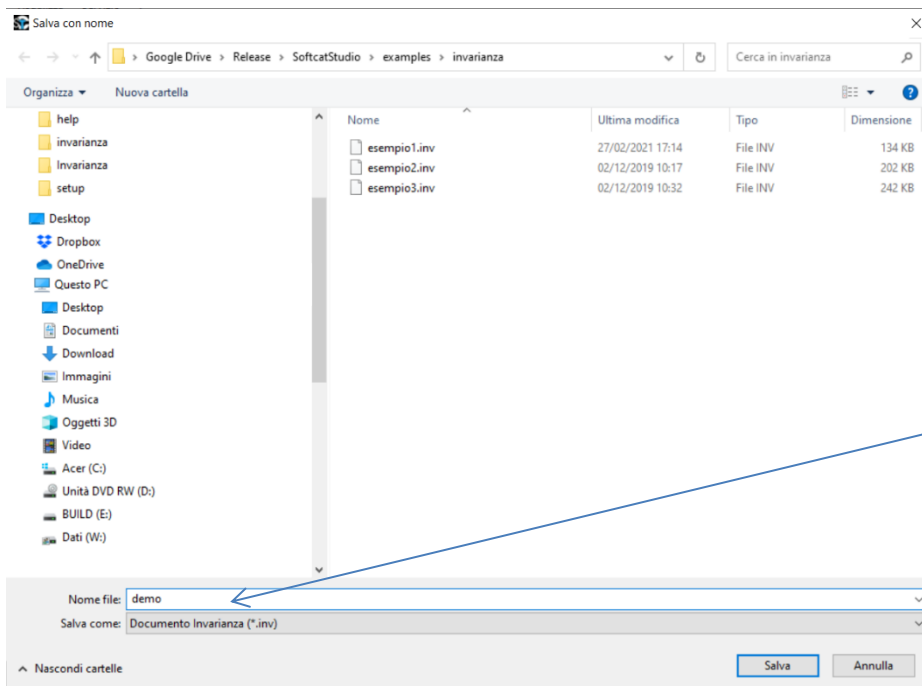 Salva con nome
Google Drive > Release > SoftcatStudio > examples > invarianza
Cerca in invarianza
Organizza
Nuova cartella
help
invarianza
Invarianza
setup
Desktop
Dropbox
OneDrive
Questo PC
Desktop
Documenti
Download
Immagini
Musica
Oggetti 3D
Video
Acer (C:)
Unità DVD RW (D:)
BUILD (E:)
Dati (W:)
Nome Ultima modifica Tipo Dimensione
esempio1.inv 27/02/2021 17:14 File INV 134 KB
esempio2.inv 02/12/2019 10:17 File INV 202 KB
esempio3.inv 02/12/2019 10:32 File INV 242 KB
Nome file: demo
Salva come: Documento Invarianza (*.inv)
Nascondi cartelle
Salva Annulla